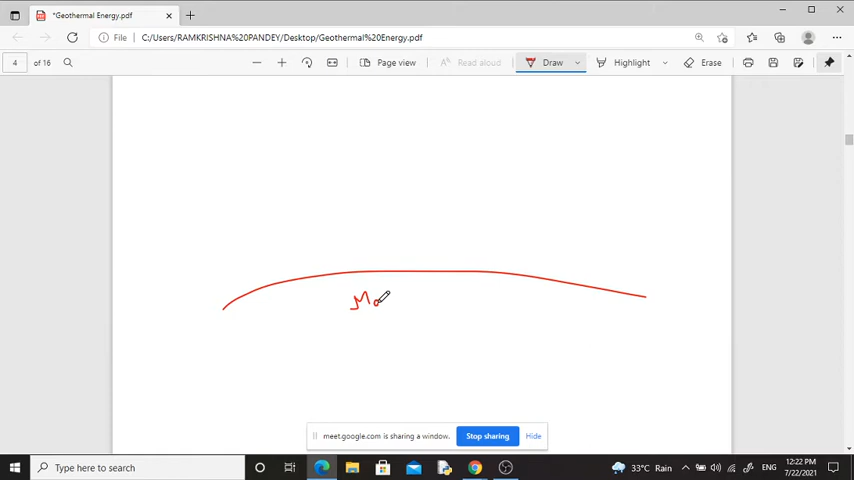 *Geothermal Energy.pdf
File C:/Users/RAMKRISHNA%20PANDEY/Desktop/Geothermal%20Energy.pdf
4 of 16 Page view Read aloud Draw Highlight Erase
Ma
meet.google.com is sharing a window. Stop sharing Hide
Type here to search 33°C Rain ENG 12:22 PM
7/22/2021